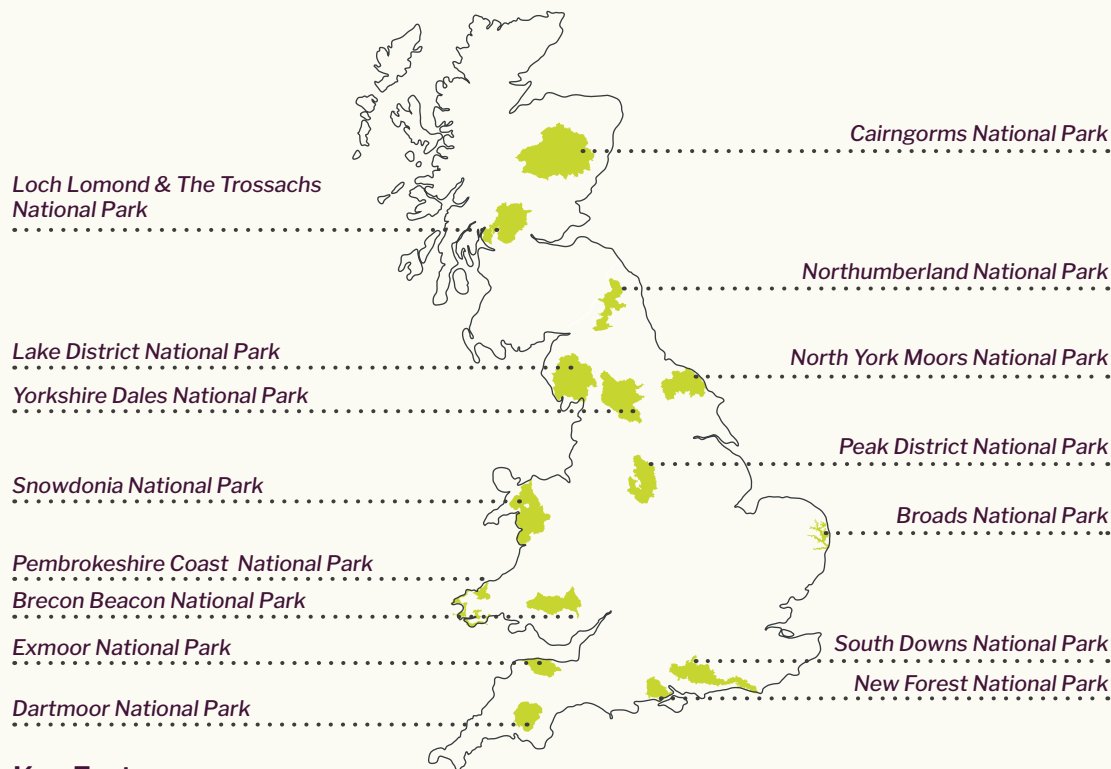 Cairngorms National Park
Loch Lomond & The Trossachs
National Park
Northumberland National Park
Lake District National Park
North York Moors National Park
Yorkshire Dales National Park
Peak District National Park
Snowdonia National Park
Broads National Park
Pembrokeshire Coast National Park
Brecon Beacon National Park
Exmoor National Park
South Downs National Park
New Forest National Park
Dartmoor National Park